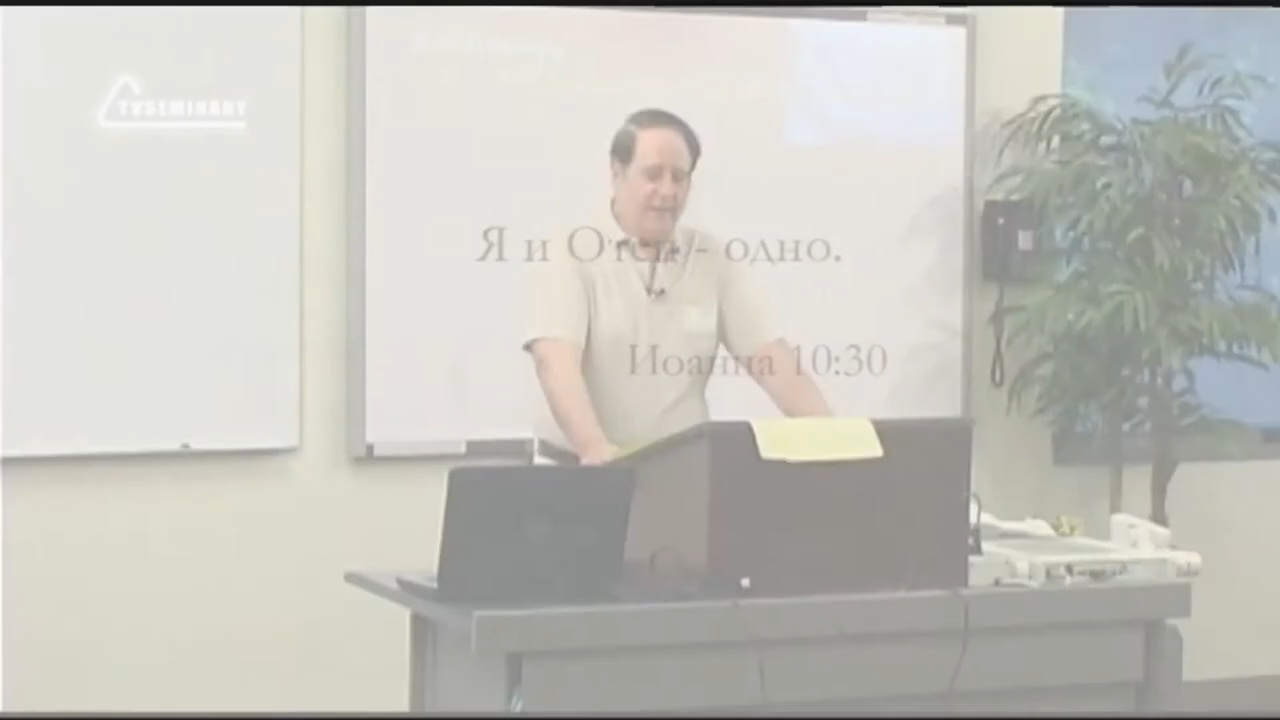 TVSEMINARY
Я и Отец - одно.
Иоанна 10:30